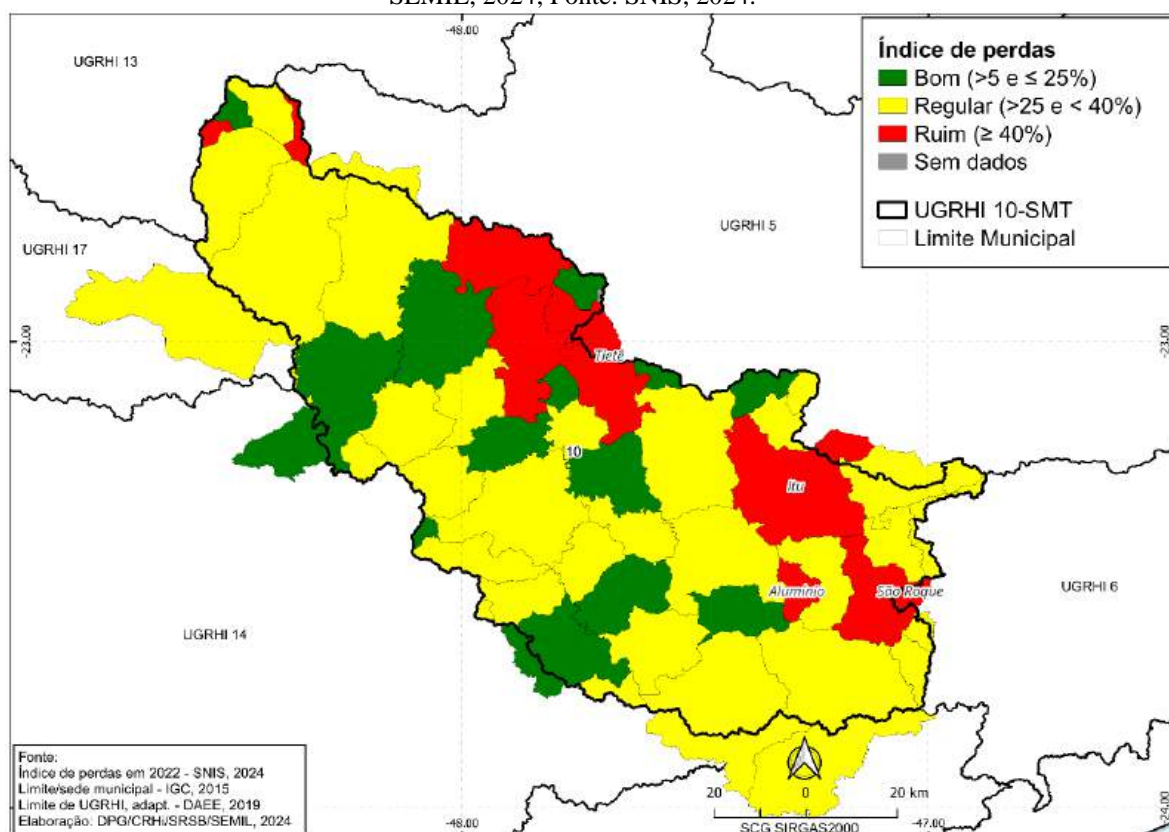 SEMIL, 2024; Fonte: SNIS, 2024.
-48.00
UGRHI 13
Índice de perdas
Bom (>5 e ≤ 25%)
Regular (>25 e < 40%)
Ruim (≥ 40%)
Sem dados
UGRHI 10-SMT
Limite Municipal
UGRHI 17
UGRHI 5
-23.00
-23.00
Tietê
10
Itu
Alumínio
São Roque
UGRHI 6
UGRHI 14
Fonte:
Índice de perdas em 2022 - SNIS, 2024
Limite/sede municipal - IGC, 2015
Limite de UGRHI, adapt. - DAEE, 2019
Elaboração: DPG/CRHi/SRSB/SEMIL, 2024
20 0 20 km
SCG SIRGAS2000
-48.00
-47.00
-24.00